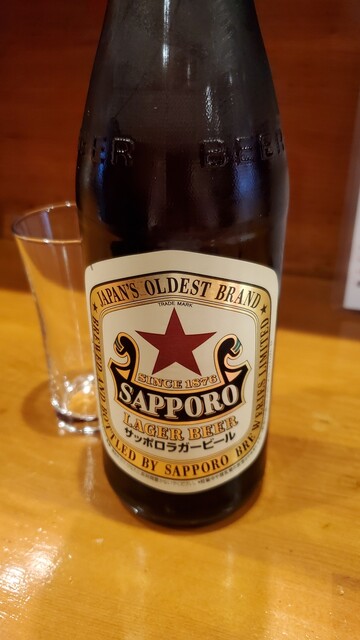 BEER
★ JAPAN'S OLDEST BRAND ★
TRADE MARK
SINCE 1876
SAPPORO
LAGER BEER
サッポロラガービール
BREWED AND BOTTLED BY SAPPORO BREWERIES